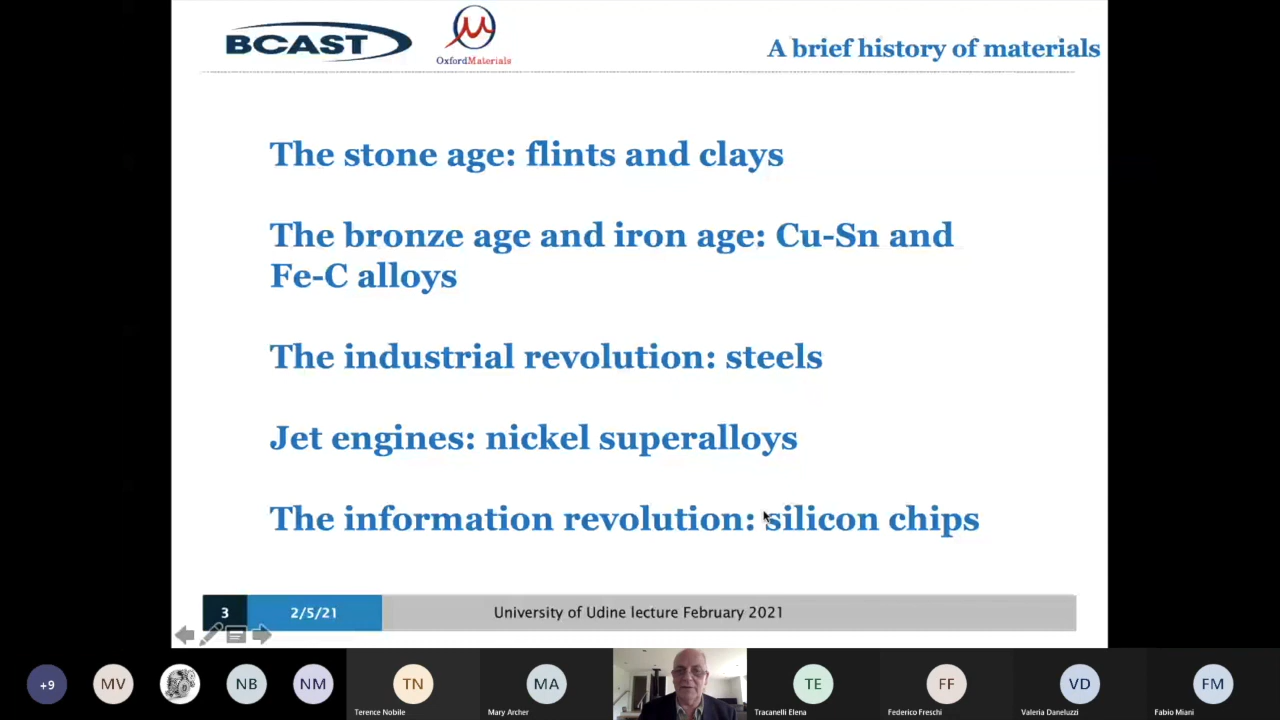 BCAST
OxfordMaterials
A brief history of materials
The stone age: flints and clays
The bronze age and iron age: Cu-Sn and
Fe-C alloys
The industrial revolution: steels
Jet engines: nickel superalloys
The information revolution: silicon chips
3
2/5/21
University of Udine lecture February 2021
+9
MV
NB
NM
TN
Terence Nobile
MA
Mary Archer
TE
Tracanelli Elena
FF
Federico Freschi
VD
Valeria Daneluzzi
FM
Fabio Miani